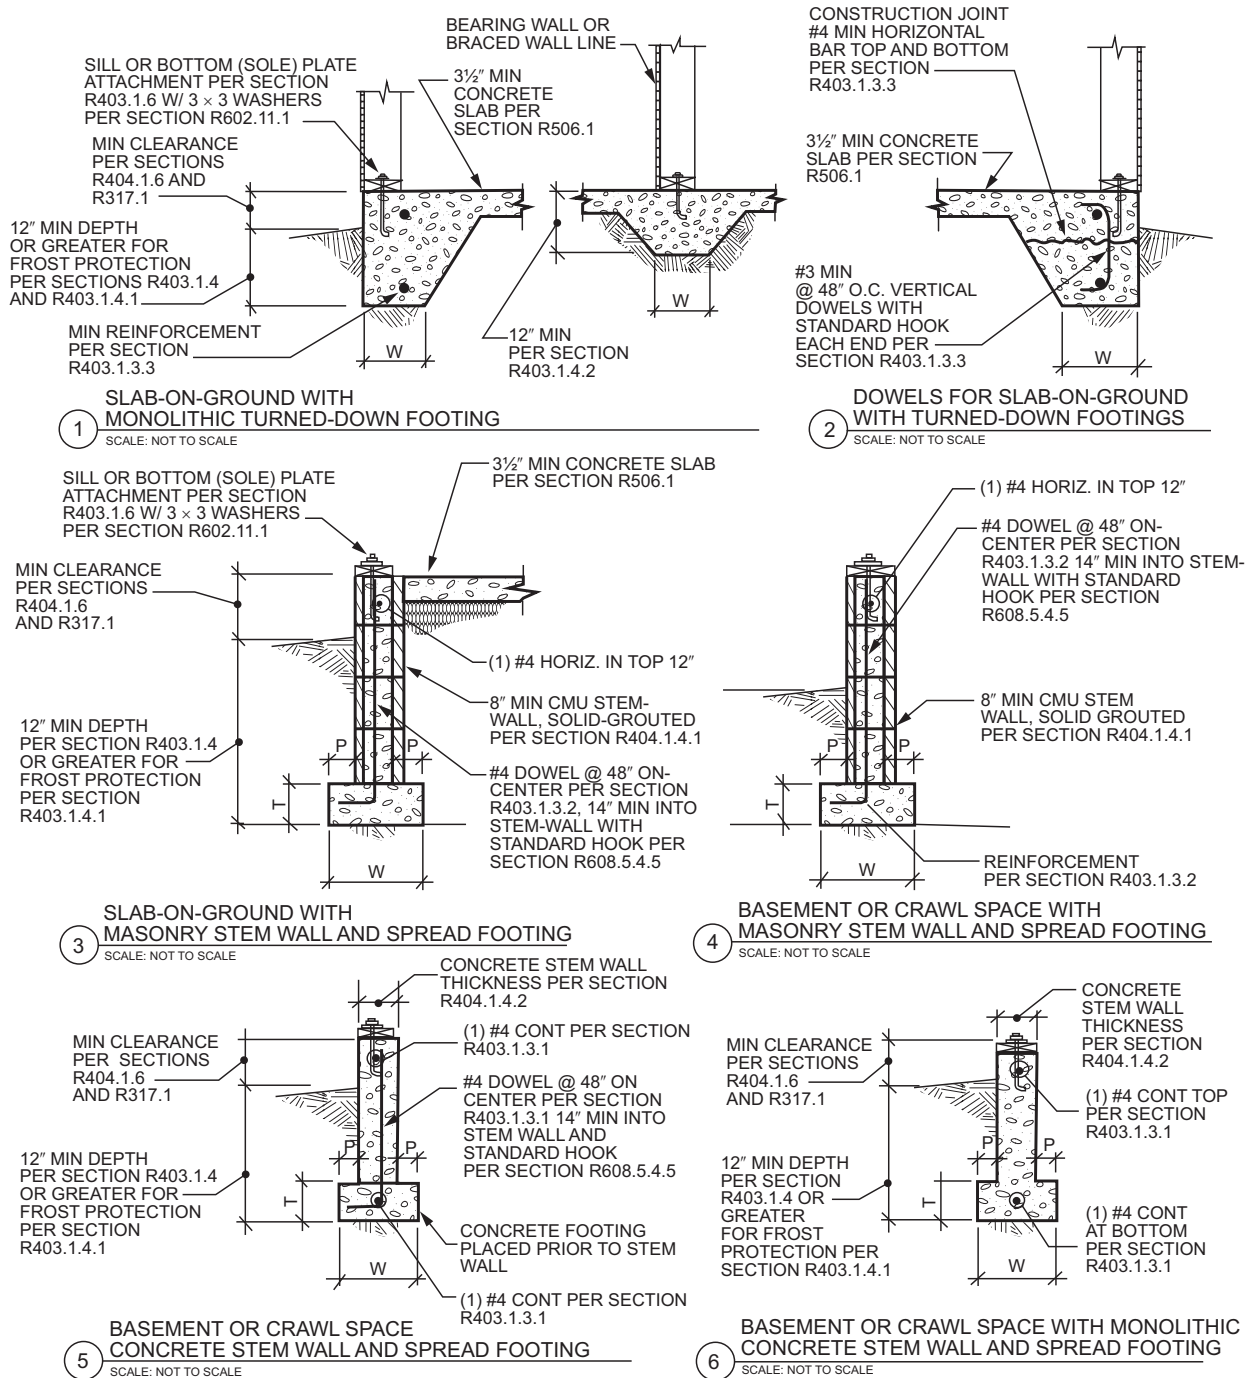 BEARING WALL OR
BRACED WALL LINE
SILL OR BOTTOM (SOLE) PLATE
ATTACHMENT PER SECTION
R403.1.6 W/ 3 × 3 WASHERS
PER SECTION R602.11.1
3½″ MIN
CONCRETE
SLAB PER
SECTION R506.1
MIN CLEARANCE
PER SECTIONS
R404.1.6 AND
R317.1
12″ MIN DEPTH
OR GREATER FOR
FROST PROTECTION
PER SECTIONS R403.1.4
AND R403.1.4.1
MIN REINFORCEMENT
PER SECTION
R403.1.3.3
W
W
12″ MIN
PER SECTION
R403.1.4.2
1
SLAB-ON-GROUND WITH
MONOLITHIC TURNED-DOWN FOOTING
SCALE: NOT TO SCALE
CONSTRUCTION JOINT
#4 MIN HORIZONTAL
BAR TOP AND BOTTOM
PER SECTION
R403.1.3.3
3½″ MIN CONCRETE
SLAB PER SECTION
R506.1
#3 MIN
@ 48″ O.C. VERTICAL
DOWELS WITH
STANDARD HOOK
EACH END PER
SECTION R403.1.3.3
W
2
DOWELS FOR SLAB-ON-GROUND
WITH TURNED-DOWN FOOTINGS
SCALE: NOT TO SCALE
SILL OR BOTTOM (SOLE) PLATE
ATTACHMENT PER SECTION
R403.1.6 W/ 3 × 3 WASHERS
PER SECTION R602.11.1
3½″ MIN CONCRETE SLAB
PER SECTION R506.1
MIN CLEARANCE
PER SECTIONS
R404.1.6
AND R317.1
(1) #4 HORIZ. IN TOP 12″
8″ MIN CMU STEM-
WALL, SOLID-GROUTED
PER SECTION R404.1.4.1
12″ MIN DEPTH
PER SECTION R403.1.4
OR GREATER FOR
FROST PROTECTION
PER SECTION
R403.1.4.1
P
P
T
W
#4 DOWEL @ 48″ ON-
CENTER PER SECTION
R403.1.3.2, 14″ MIN INTO
STEM-WALL WITH
STANDARD HOOK PER
SECTION R608.5.4.5
3
SLAB-ON-GROUND WITH
MASONRY STEM WALL AND SPREAD FOOTING
SCALE: NOT TO SCALE
(1) #4 HORIZ. IN TOP 12″
#4 DOWEL @ 48″ ON-
CENTER PER SECTION
R403.1.3.2 14″ MIN INTO STEM-
WALL WITH STANDARD
HOOK PER SECTION
R608.5.4.5
8″ MIN CMU STEM
WALL, SOLID GROUTED
PER SECTION R404.1.4.1
P
P
T
W
REINFORCEMENT
PER SECTION R403.1.3.2
4
BASEMENT OR CRAWL SPACE WITH
MASONRY STEM WALL AND SPREAD FOOTING
SCALE: NOT TO SCALE
CONCRETE STEM WALL
THICKNESS PER SECTION
R404.1.4.2
MIN CLEARANCE
PER SECTIONS
R404.1.6
AND R317.1
(1) #4 CONT PER SECTION
R403.1.3.1
#4 DOWEL @ 48″ ON
CENTER PER SECTION
R403.1.3.1 14″ MIN INTO
STEM WALL AND
STANDARD HOOK
PER SECTION R608.5.4.5
12″ MIN DEPTH
PER SECTION R403.1.4
OR GREATER FOR
FROST PROTECTION
PER SECTION
R403.1.4.1
P
P
T
W
CONCRETE FOOTING
PLACED PRIOR TO STEM
WALL
(1) #4 CONT PER SECTION
R403.1.3.1
5
BASEMENT OR CRAWL SPACE
CONCRETE STEM WALL AND SPREAD FOOTING
SCALE: NOT TO SCALE
CONCRETE
STEM WALL
THICKNESS
PER SECTION
R404.1.4.2
MIN CLEARANCE
PER SECTIONS
R404.1.6
AND R317.1
(1) #4 CONT TOP
PER SECTION
R403.1.3.1
12″ MIN DEPTH
PER SECTION
R403.1.4 OR
GREATER
FOR FROST
PROTECTION PER
SECTION R403.1.4.1
P
P
T
W
(1) #4 CONT
AT BOTTOM
PER SECTION
R403.1.3.1
6
BASEMENT OR CRAWL SPACE WITH MONOLITHIC
CONCRETE STEM WALL AND SPREAD FOOTING
SCALE: NOT TO SCALE